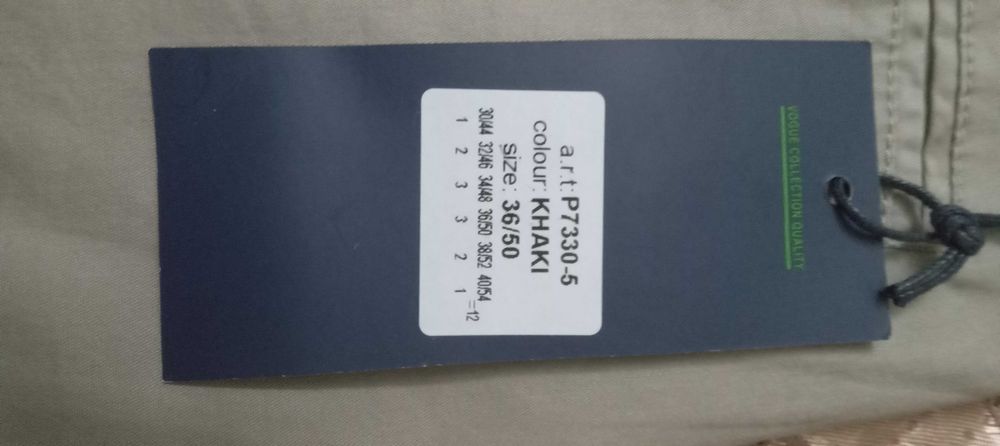 VOGUE COLLECTION QUALITY
a.r.t: P7330-5
colour: KHAKI
size: 36/50
30/44 32/46 34/48 36/50 38/52 40/54
1 2 3 3 2 1 =12